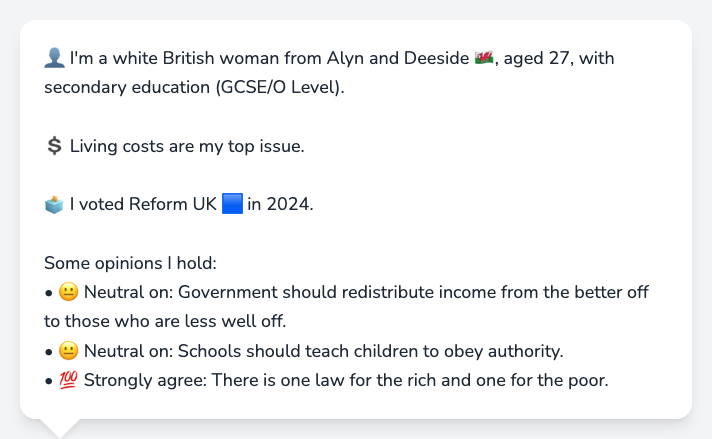 👤 I'm a white British woman from Alyn and Deeside 🏴󠁧󠁢󠁷󠁬󠁳󠁿, aged 27, with
secondary education (GCSE/O Level).
💲 Living costs are my top issue.
🗳️ I voted Reform UK 🟦 in 2024.
Some opinions I hold:
• 😐 Neutral on: Government should redistribute income from the better off
to those who are less well off.
• 😐 Neutral on: Schools should teach children to obey authority.
• 💯 Strongly agree: There is one law for the rich and one for the poor.